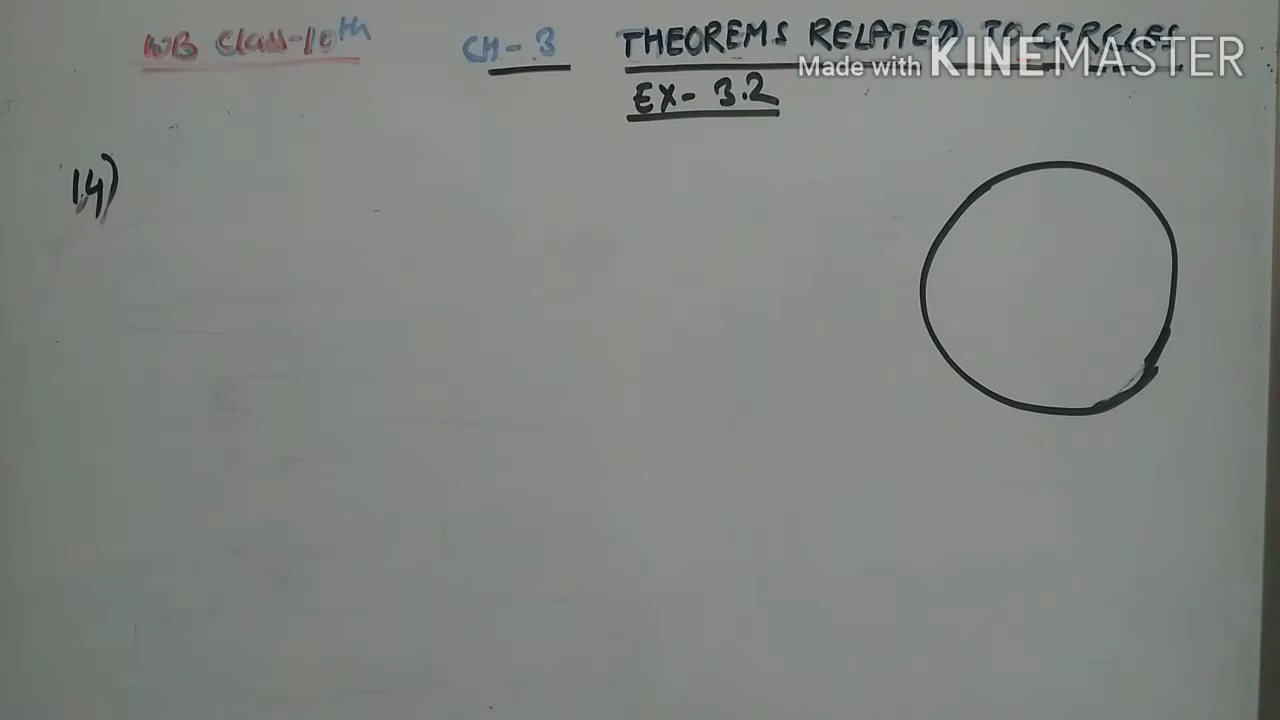 WB Class-10th CH-3 THEOREMS RELATED TO CIRCLES
Made with KINEMASTER
EX- 3.2
14)